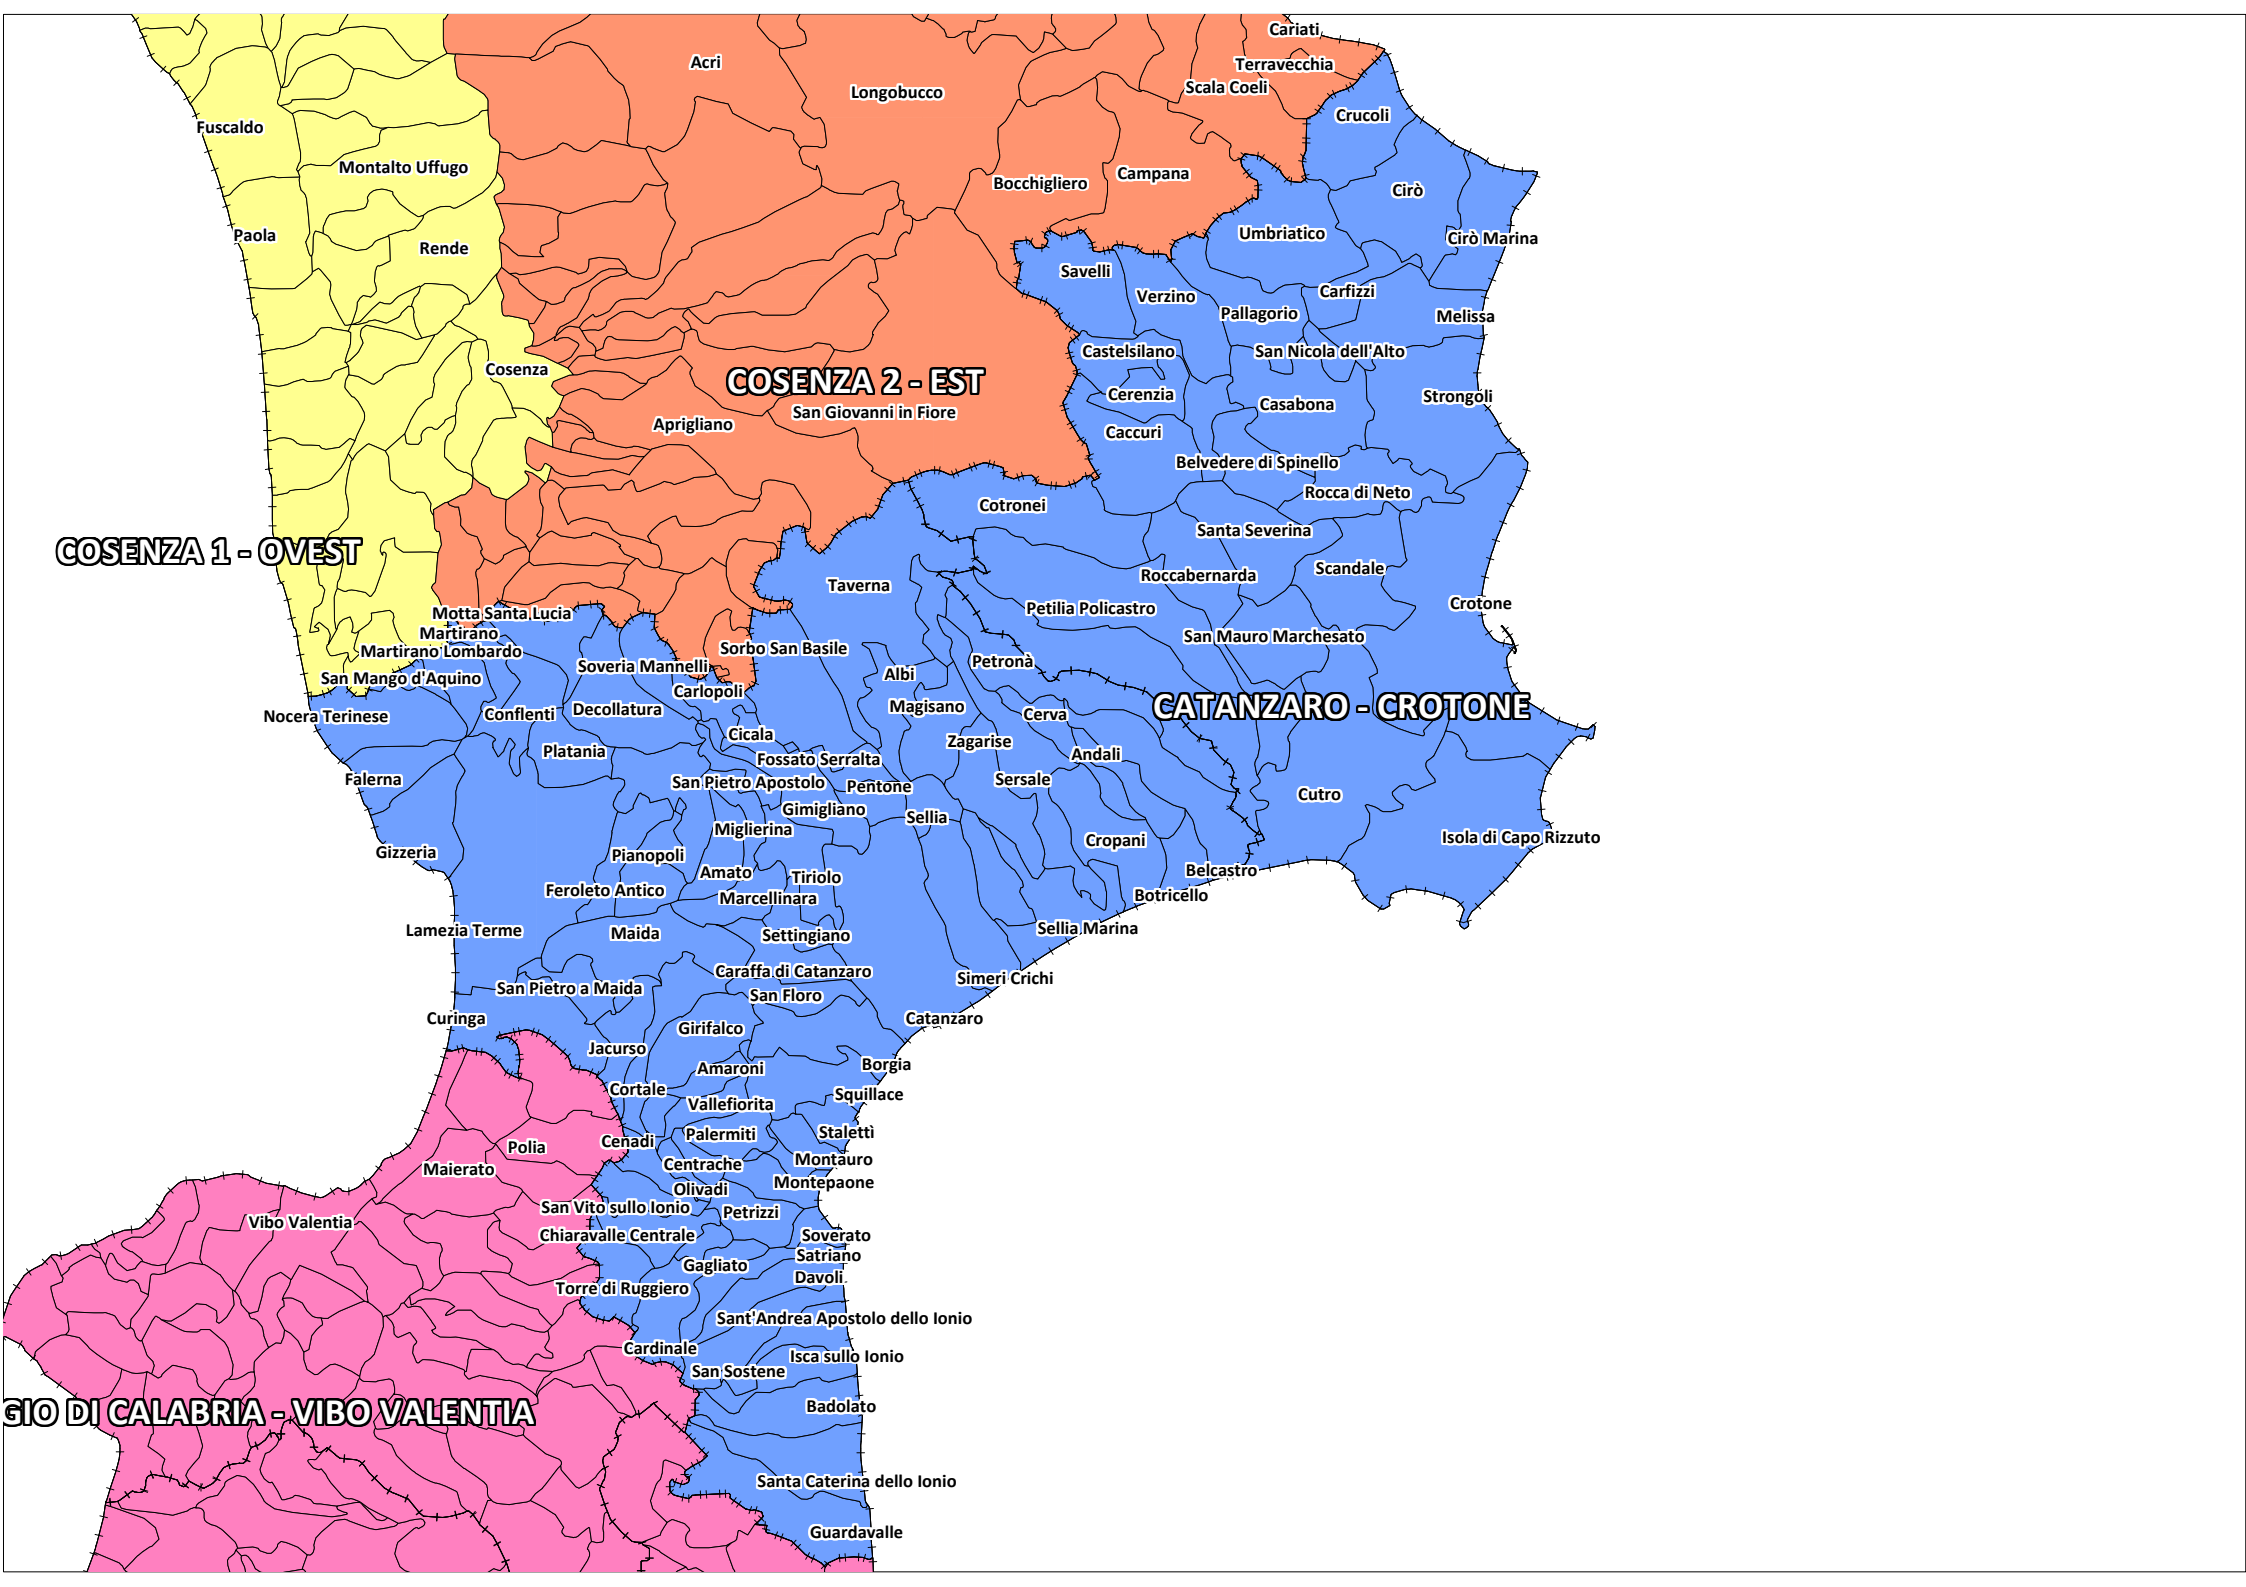 Cariati
Acri
Terravecchia
Scala Coeli
Longobucco
Crucoli
Fuscaldo
Montalto Uffugo
Campana
Bocchigliero
Cirò
Paola
Umbriatico
Cirò Marina
Rende
Savelli
Carfizzi
Verzino
Pallagorio
Melissa
Castelsilano
San Nicola dell'Alto
Cosenza
COSENZA 2 - EST
Cerenzia
Strongoli
Casabona
San Giovanni in Fiore
Aprigliano
Caccuri
Belvedere di Spinello
Rocca di Neto
Cotronei
Santa Severina
COSENZA 1 - OVEST
Scandale
Roccabernarda
Taverna
Crotone
Petilia Policastro
Motta Santa Lucia
Martirano
San Mauro Marchesato
Sorbo San Basile
Martirano Lombardo
Petronà
Soveria Mannelli
Albi
San Mango d'Aquino
Carlopoli
Magisano
CATANZARO - CROTONE
Decollatura
Conflenti
Cerva
Nocera Terinese
Cicala
Zagarise
Platania
Andali
Fossato Serralta
Falerna
Sersale
San Pietro Apostolo
Pentone
Cutro
Gimigliano
Sellia
Miglierina
Isola di Capo Rizzuto
Cropani
Gizzeria
Pianopoli
Belcastro
Amato
Tiriolo
Feroleto Antico
Botricello
Marcellinara
Sellia Marina
Lamezia Terme
Maida
Settingiano
Caraffa di Catanzaro
Simeri Crichi
San Pietro a Maida
San Floro
Curinga
Catanzaro
Girifalco
Jacurso
Borgia
Amaroni
Cortale
Squillace
Vallefiorita
Stalettì
Palermiti
Cenadi
Polia
Montauro
Centrache
Maierato
Montepaone
Olivadi
San Vito sullo Ionio
Petrizzi
Vibo Valentia
Chiaravalle Centrale
Soverato
Satriano
Gagliato
Davoli
Torre di Ruggiero
Sant'Andrea Apostolo dello Ionio
Cardinale
Isca sullo Ionio
San Sostene
Badolato
GIO DI CALABRIA - VIBO VALENTIA
Santa Caterina dello Ionio
Guardavalle